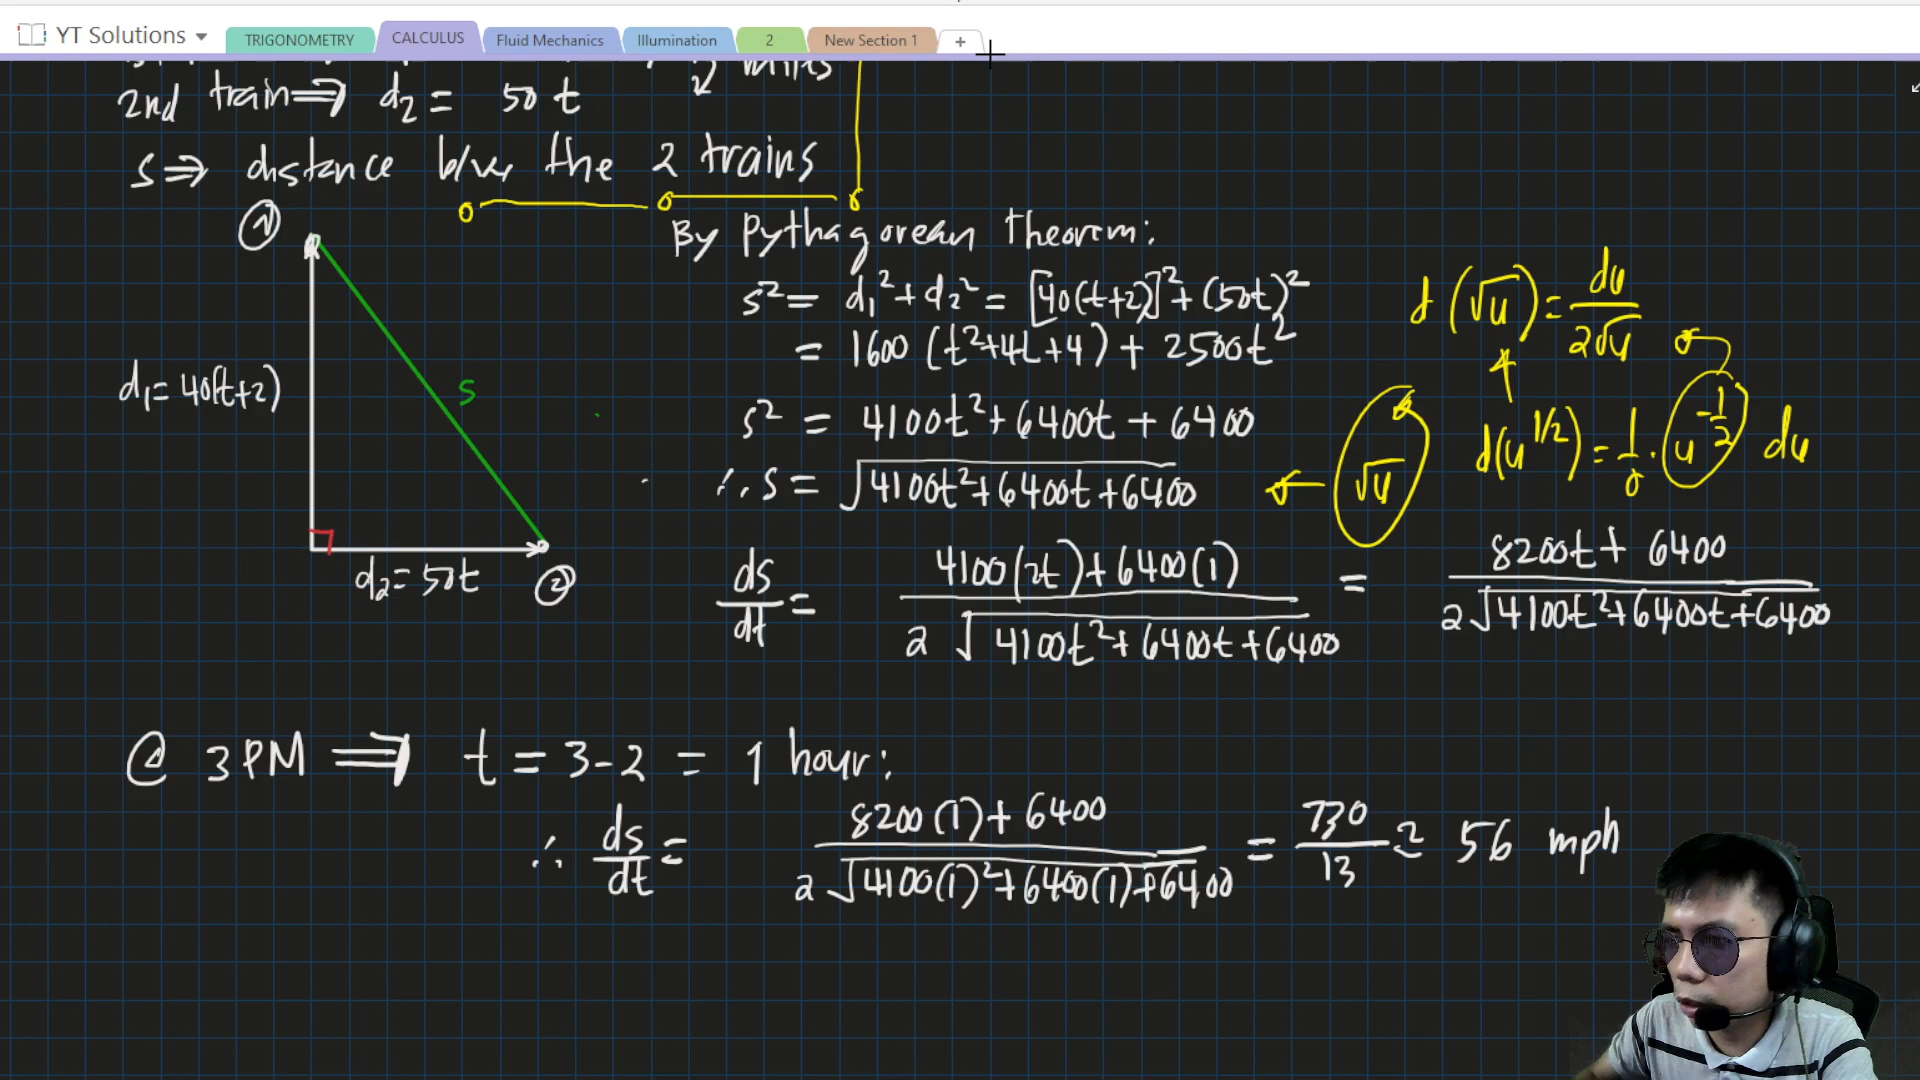 YT Solutions
TRIGONOMETRY CALCULUS Fluid Mechanics Illumination 2 New Section 1 +
2nd train ⟹ d₂ = 50t
miles
s ⟹ distance b/w the 2 trains
By Pythagorean Theorem:
①
s² = d₁² + d₂² = [40(t+2)]² + (50t)²
= 1600 (t²+4t+4) + 2500t²
d(√u) = du/2√u
d₁ = 40(t+2)
s
s² = 4100t² + 6400t + 6400
d(u^1/2) = 1/2 · u^-1/2 du
∴ s = √4100t²+6400t+6400
√u
d₂ = 50t
②
ds/dt = 4100(2t)+6400(1) / 2√4100t²+6400t+6400 = 8200t + 6400 / 2√4100t²+6400t+6400
@ 3PM ⟹ t = 3-2 = 1 hour:
∴ ds/dt = 8200(1)+6400 / 2√4100(1)²+6400(1)+6400 = 730/13 ≈ 56 mph